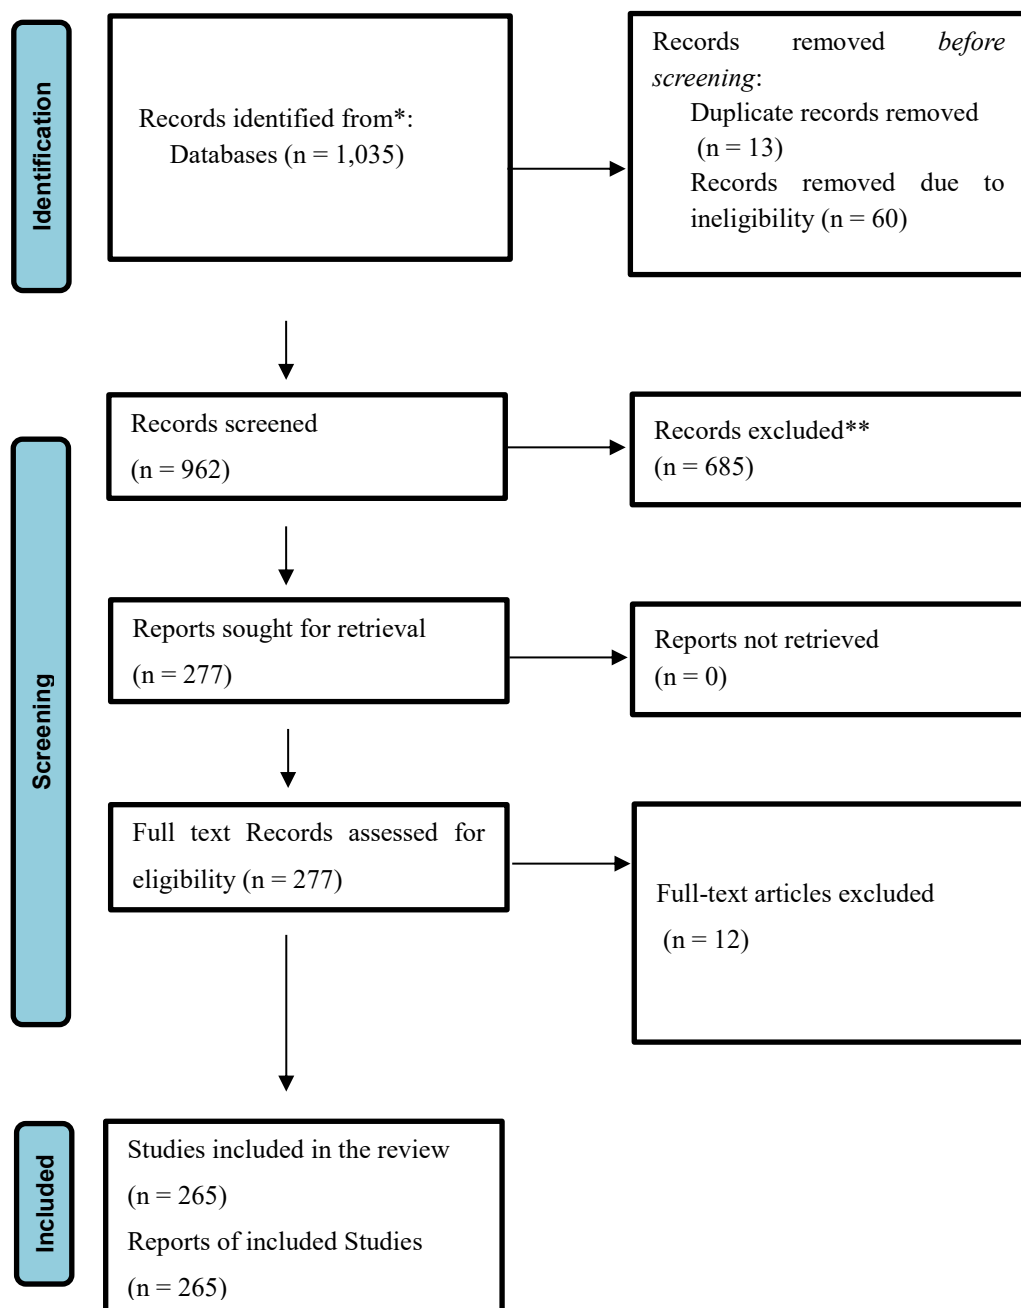 Identification
Records identified from*:
Databases (n = 1,035)
Records removed before
screening:
Duplicate records removed
(n = 13)
Records removed due to
ineligibility (n = 60)
Screening
Records screened
(n = 962)
Records excluded**
(n = 685)
Reports sought for retrieval
(n = 277)
Reports not retrieved
(n = 0)
Full text Records assessed for
eligibility (n = 277)
Full-text articles excluded
(n = 12)
Included
Studies included in the review
(n = 265)
Reports of included Studies
(n = 265)